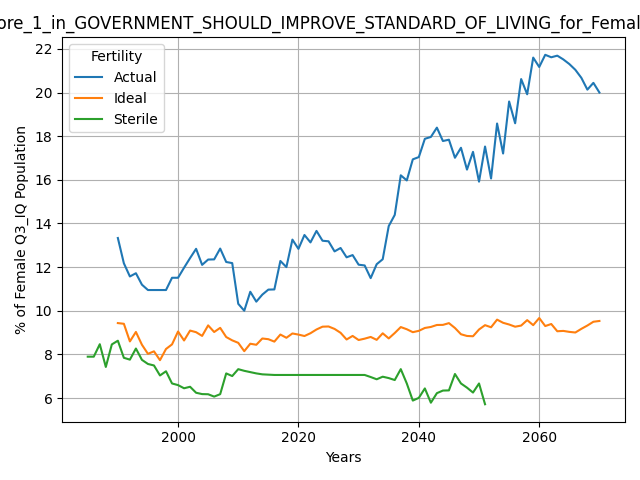 ore_1_in_GOVERNMENT_SHOULD_IMPROVE_STANDARD_OF_LIVING_for_Femal
Fertility
Actual
Ideal
Sterile
% of Female Q3_IQ Population
22
20
18
16
14
12
10
8
6
2000 2020 2040 2060
Years